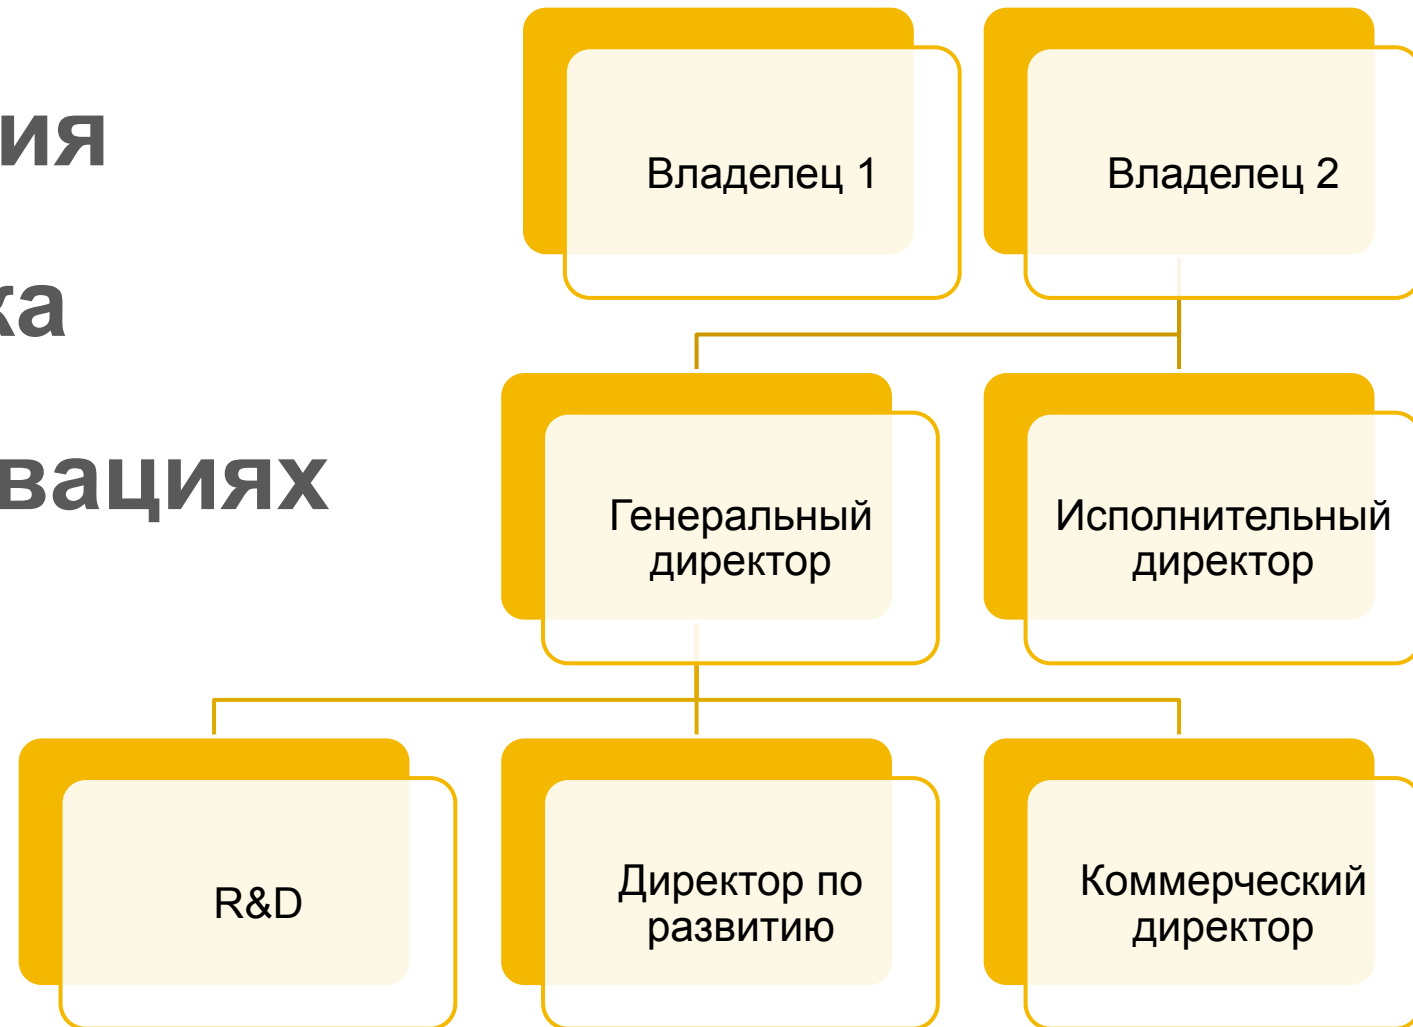 ия
ка
вациях
Владелец 1
Владелец 2
Генеральный
директор
Исполнительный
директор
R&D
Директор по
развитию
Коммерческий
директор